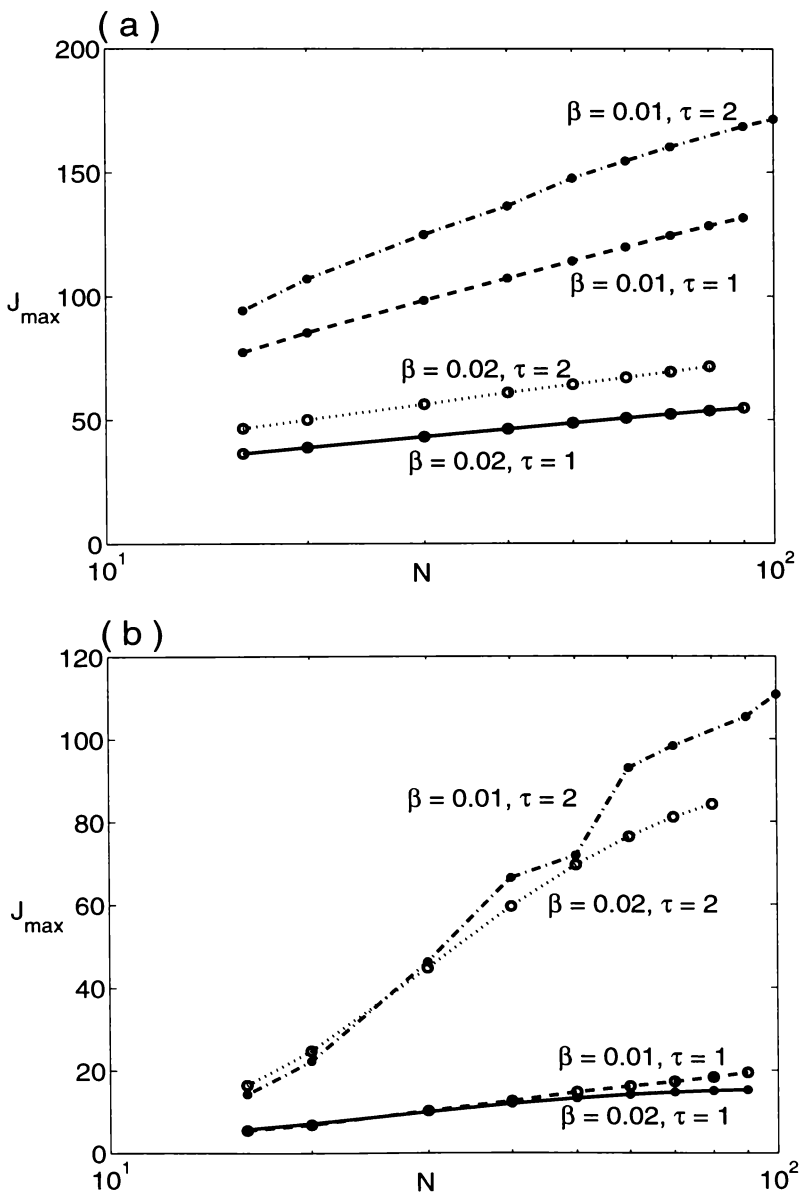 ( a )
200
150
100
50
0
J max
β = 0.01, τ = 2
β = 0.01, τ = 1
β = 0.02, τ = 2
β = 0.02, τ = 1
10^1
N
10^2
( b )
120
100
80
60
40
20
0
J max
β = 0.01, τ = 2
β = 0.02, τ = 2
β = 0.01, τ = 1
β = 0.02, τ = 1
10^1
N
10^2